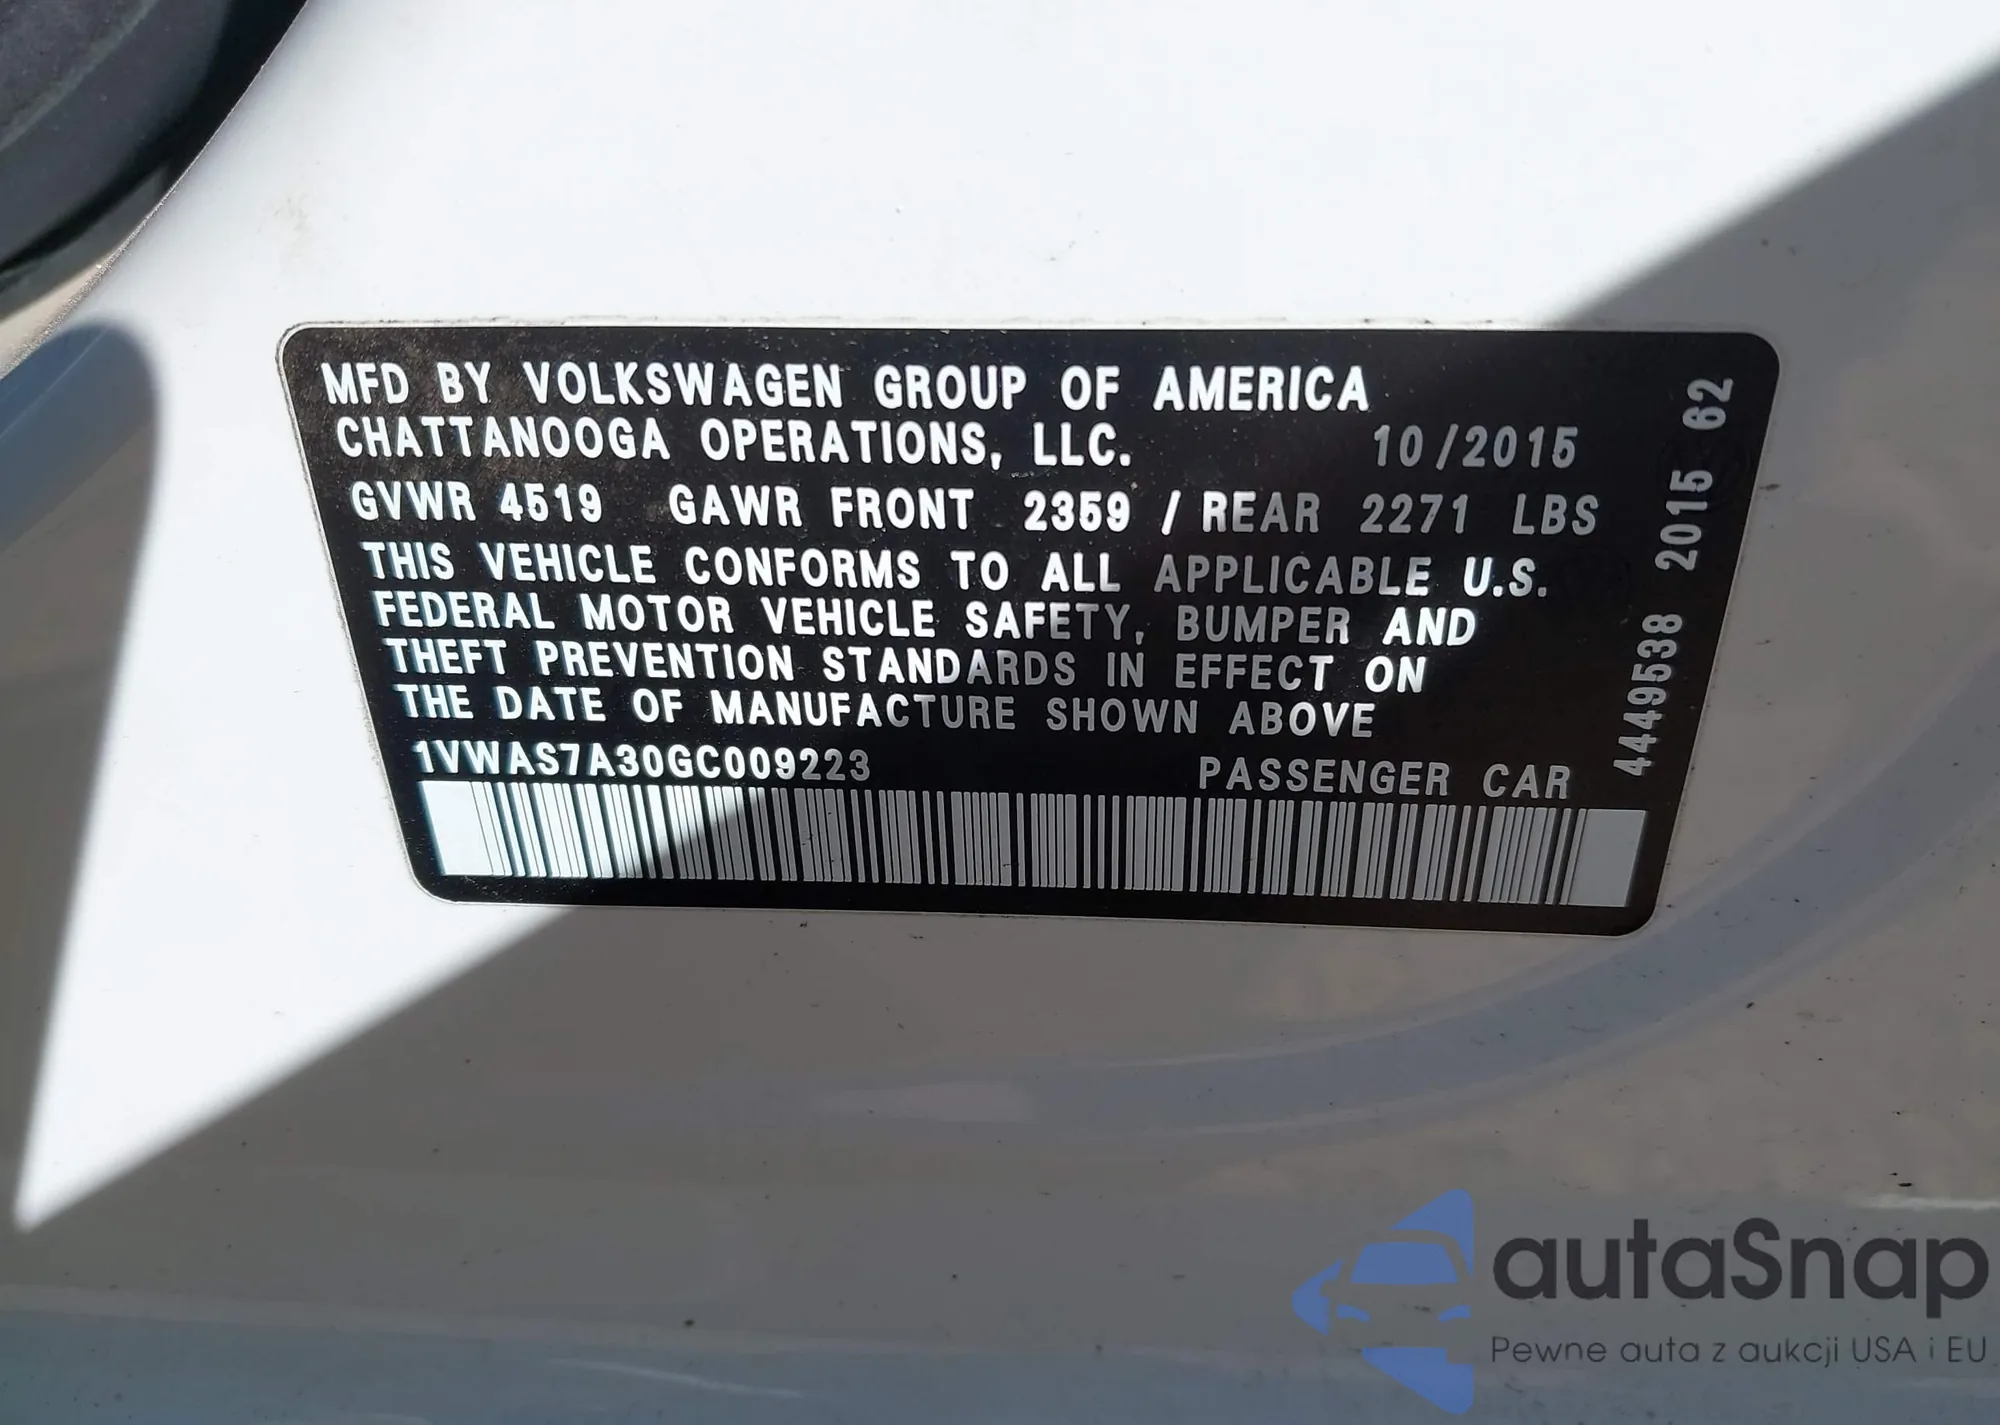 MFD BY VOLKSWAGEN GROUP OF AMERICA
CHATTANOOGA OPERATIONS, LLC. 10/2015
GVWR 4519 GAWR FRONT 2359 / REAR 2271 LBS
THIS VEHICLE CONFORMS TO ALL APPLICABLE U.S.
FEDERAL MOTOR VEHICLE SAFETY, BUMPER AND
THEFT PREVENTION STANDARDS IN EFFECT ON
THE DATE OF MANUFACTURE SHOWN ABOVE
1VWAS7A30GC009223 PASSENGER CAR
4449538 2015 62
autaSnap
Pewne auta z aukcji USA i EU